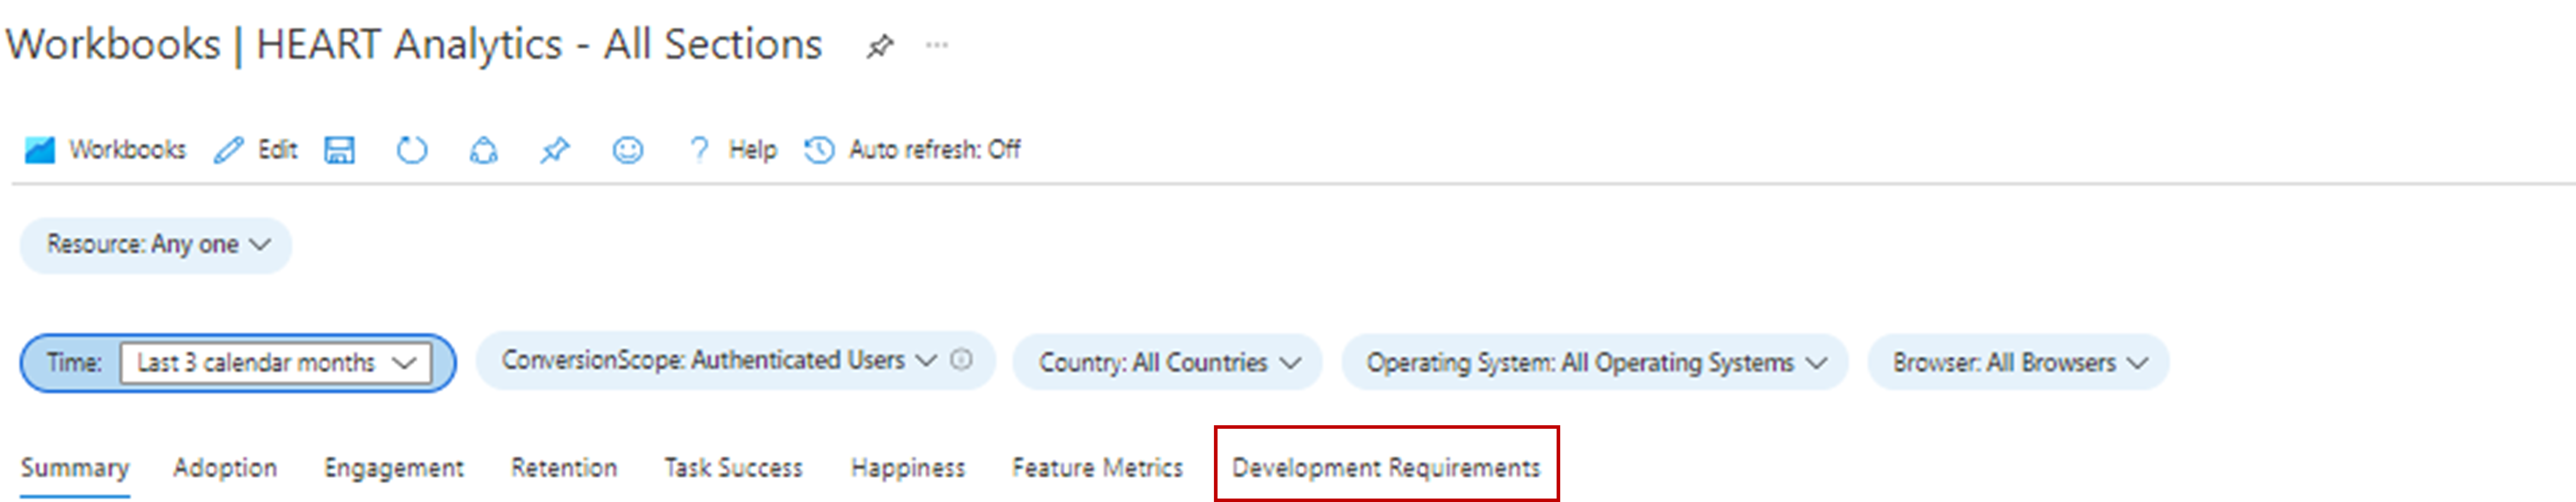 Workbooks | HEART Analytics - All Sections ...
Workbooks Edit ? Help Auto refresh: Off
Resource: Any one
Time: Last 3 calendar months ConversionScope: Authenticated Users Country: All Countries Operating System: All Operating Systems Browser: All Browsers
Summary Adoption Engagement Retention Task Success Happiness Feature Metrics Development Requirements